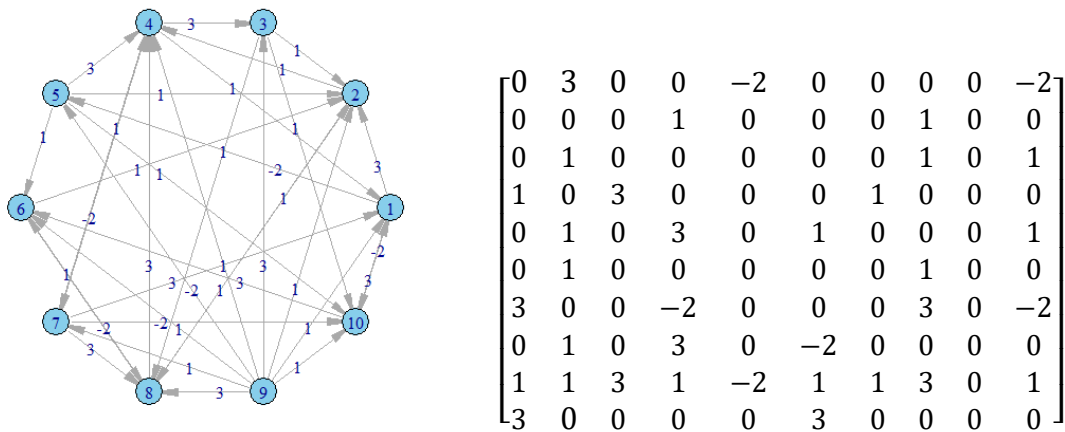 4 3 3
1 1
3 1
5 1 1 2
1 1
1
1
1 1 -2 3
1
6 1
-2
-2
3 1 3
1
3 3 3
-2 1 1
7 -2 10
-2 1 1
3
1 1
8 3 9
0 3 0 0 −2 0 0 0 0 −2
0 0 0 1 0 0 0 1 0 0
0 1 0 0 0 0 0 1 0 1
1 0 3 0 0 0 1 0 0 0
0 1 0 3 0 1 0 0 0 1
0 1 0 0 0 0 0 1 0 0
3 0 0 −2 0 0 0 3 0 −2
0 1 0 3 0 −2 0 0 0 0
1 1 3 1 −2 1 1 3 0 1
3 0 0 0 0 3 0 0 0 0